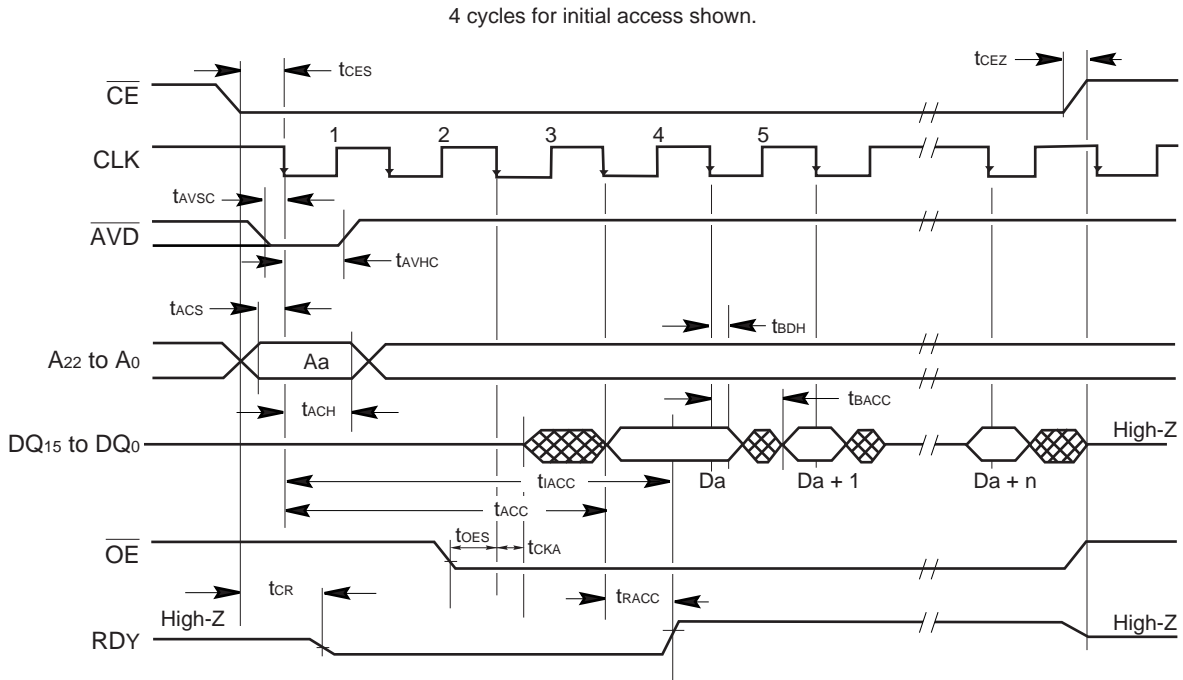 4 cycles for initial access shown.
tCES
tCEZ
CE
1 2 3 4 5
CLK
tAVSC
AVD
tAVHC
tACS
tBDH
A22 to A0
Aa
tACH
tBACC
DQ15 to DQ0
High-Z
Da
Da + 1
Da + n
tIACC
tACC
tOES
tCKA
OE
tCR
tRACC
High-Z
High-Z
RDY